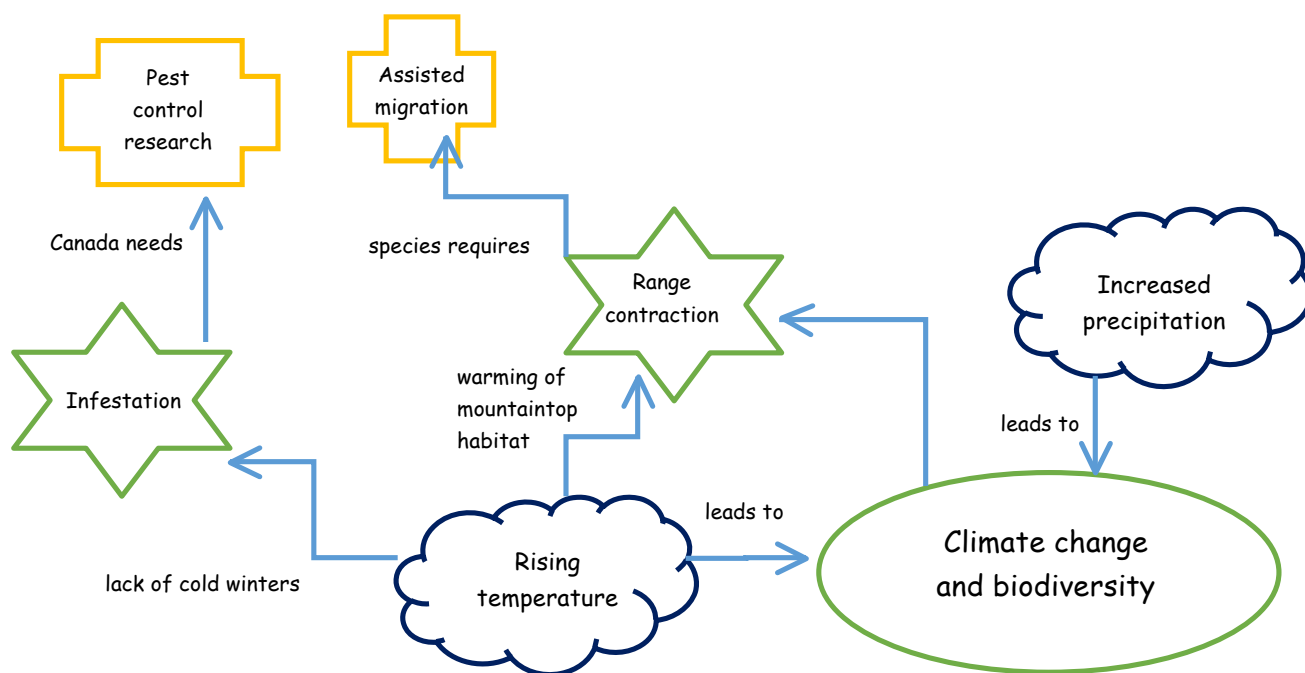 Pest
control
research
Assisted
migration
Canada needs
species requires
Range
contraction
Increased
precipitation
Infestation
warming of
mountaintop
habitat
leads to
leads to
Rising
temperature
Climate change
and biodiversity
lack of cold winters